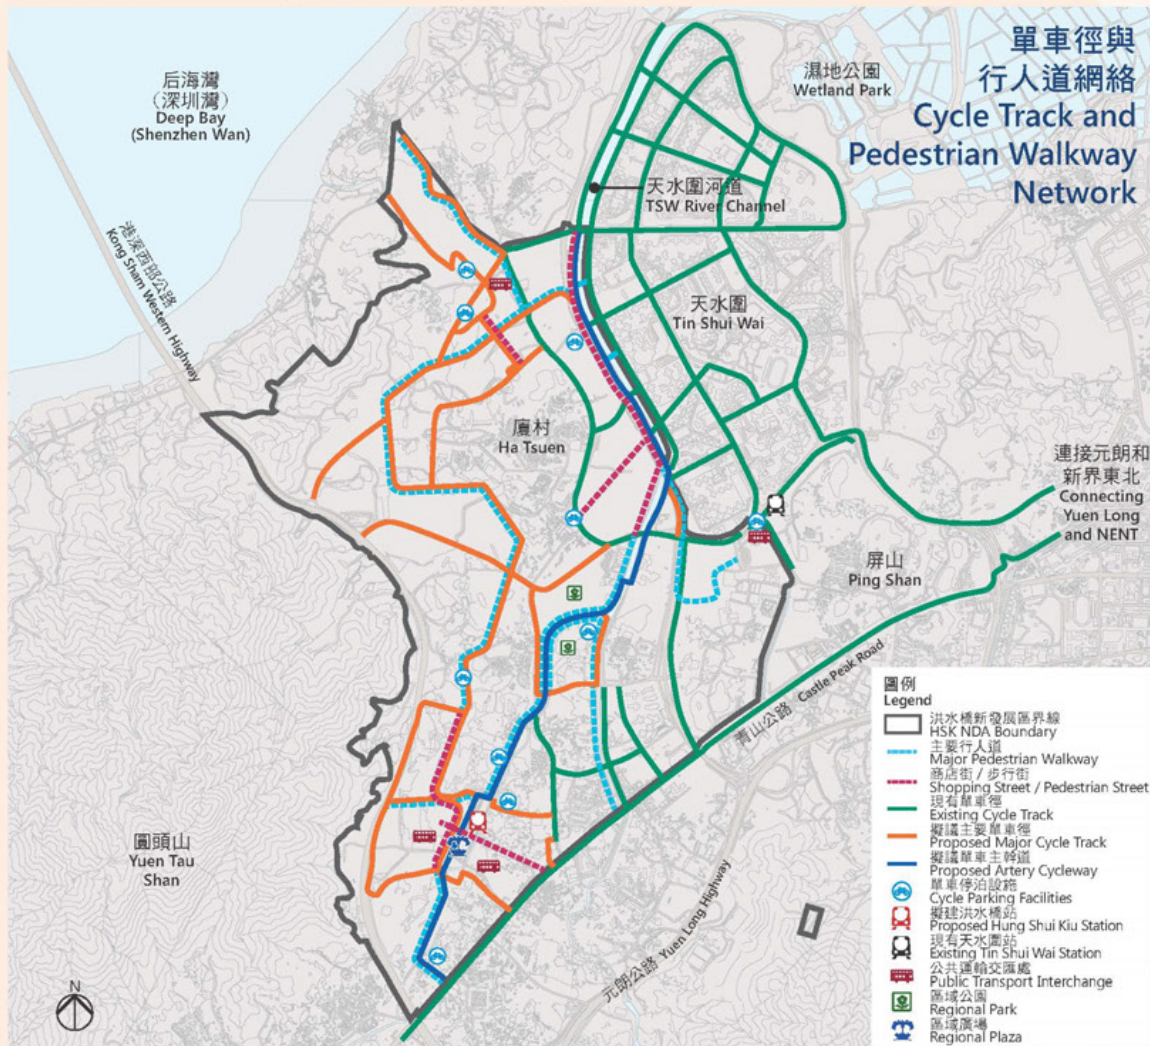 單車徑與
行人道網絡
Cycle Track and
Pedestrian Walkway
Network
后海灣
（深圳灣）
Deep Bay
(Shenzhen Wan)
濕地公園
Wetland Park
天水圍河道
TSW River Channel
港深西部公路
Kong Sham Western Highway
天水圍
Tin Shui Wai
廈村
Ha Tsuen
連接元朗和
新界東北
Connecting
Yuen Long
and NENT
屏山
Ping Shan
青山公路 Castle Peak Road
圓頭山
Yuen Tau
Shan
元朗公路 Yuen Long Highway
N
圖例
Legend
洪水橋新發展區界線
HSK NDA Boundary
主要行人道
Major Pedestrian Walkway
商店街 / 步行街
Shopping Street / Pedestrian Street
現有單車徑
Existing Cycle Track
擬議主要單車徑
Proposed Major Cycle Track
擬議單車主幹道
Proposed Artery Cycleway
單車停泊設施
Cycle Parking Facilities
擬建洪水橋站
Proposed Hung Shui Kiu Station
現有天水圍站
Existing Tin Shui Wai Station
公共運輸交匯處
Public Transport Interchange
區域公園
Regional Park
區域廣場
Regional Plaza